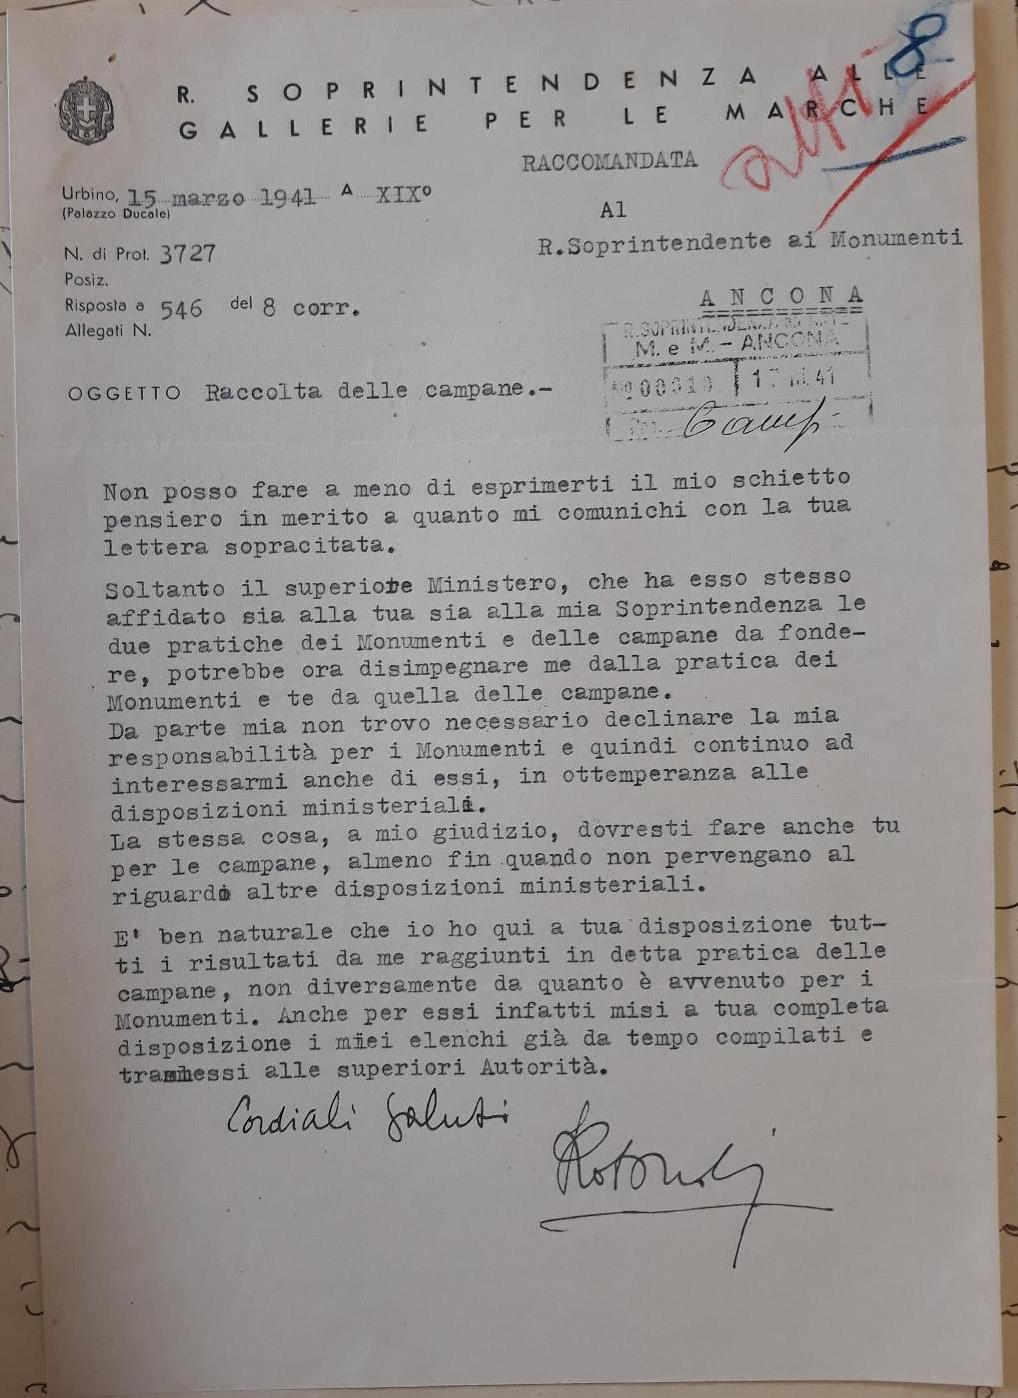 R. SOPRINTENDENZA ALLE
GALLERIE PER LE MARCHE
8
RACCOMANDATA
Urbino, 15 marzo 1941 A XIX°
(Palazzo Ducale)
Al
R.Soprintendente ai Monumenti
N. di Prot. 3727
Posiz.
Risposta a 546 del 8 corr.
Allegati N.
ANCONA
M. e M. - ANCONA
OGGETTO Raccolta delle campane.-
Camp.
Non posso fare a meno di esprimerti il mio schietto
pensiero in merito a quanto mi comunichi con la tua
lettera sopracitata.
Soltanto il superiore Ministero, che ha esso stesso
affidato sia alla tua sia alla mia Soprintendenza le
due pratiche dei Monumenti e delle campane da fonde-
re, potrebbe ora disimpegnare me dalla pratica dei
Monumenti e te da quella delle campane.
Da parte mia non trovo necessario declinare la mia
responsabilità per i Monumenti e quindi continuo ad
interessarmi anche di essi, in ottemperanza alle
disposizioni ministeriali.
La stessa cosa, a mio giudizio, dovresti fare anche tu
per le campane, almeno fin quando non pervengano al
riguardo altre disposizioni ministeriali.
E' ben naturale che io ho qui a tua disposizione tut-
ti i risultati da me raggiunti in detta pratica delle
campane, non diversamente da quanto è avvenuto per i
Monumenti. Anche per essi infatti misi a tua completa
disposizione i miei elenchi già da tempo compilati e
trasmessi alle superiori Autorità.
Cordiali saluti
Rotondi